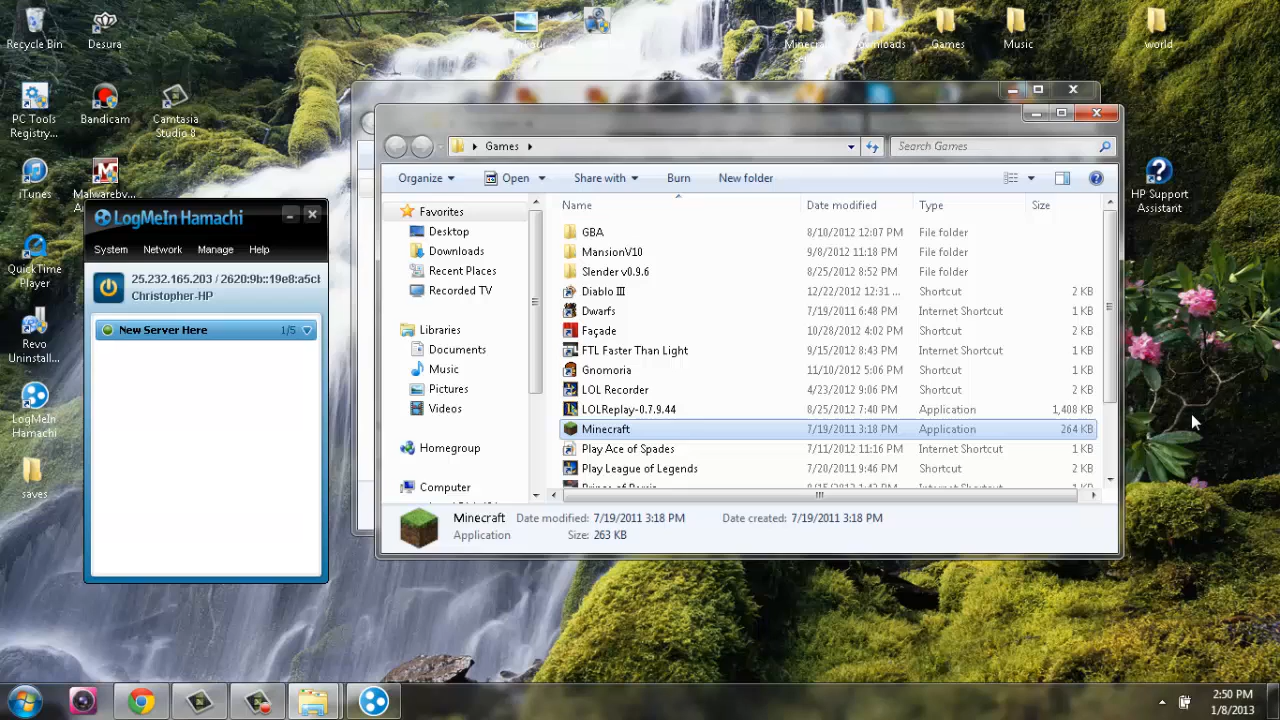 Recycle Bin
Desura
Music
Games
world
PC Tools Registry...
Bandicam
Camtasia Studio 8
iTunes
Malwareby...
QuickTime Player
Revo Uninstall...
LogMeIn Hamachi
saves
HP Support Assistant
LogMeIn Hamachi
System Network Manage Help
25.232.165.203 / 2620:9b::19e8:a5cb
Christopher-HP
New Server Here 1/5
Games
Search Games
Organize Open Share with Burn New folder
Favorites
Desktop
Downloads
Recent Places
Recorded TV
Libraries
Documents
Music
Pictures
Videos
Homegroup
Computer
Name Date modified Type Size
GBA 8/10/2012 12:07 PM File folder
MansionV10 9/8/2012 11:18 PM File folder
Slender v0.9.6 8/25/2012 8:52 PM File folder
Diablo III 12/22/2012 12:31 ... Shortcut 2 KB
Dwarfs 7/19/2011 6:48 PM Internet Shortcut 1 KB
Façade 10/28/2012 4:02 PM Shortcut 2 KB
FTL Faster Than Light 9/15/2012 8:43 PM Internet Shortcut 1 KB
Gnomoria 11/10/2012 5:06 PM Shortcut 1 KB
LOL Recorder 4/23/2012 9:06 PM Shortcut 2 KB
LOLReplay-0.7.9.44 8/25/2012 7:40 PM Application 1,408 KB
Minecraft 7/19/2011 3:18 PM Application 264 KB
Play Ace of Spades 7/11/2012 11:16 PM Internet Shortcut 1 KB
Play League of Legends 7/20/2011 9:46 PM Shortcut 2 KB
Minecraft Date modified: 7/19/2011 3:18 PM Date created: 7/19/2011 3:18 PM
Application Size: 263 KB
2:50 PM
1/8/2013